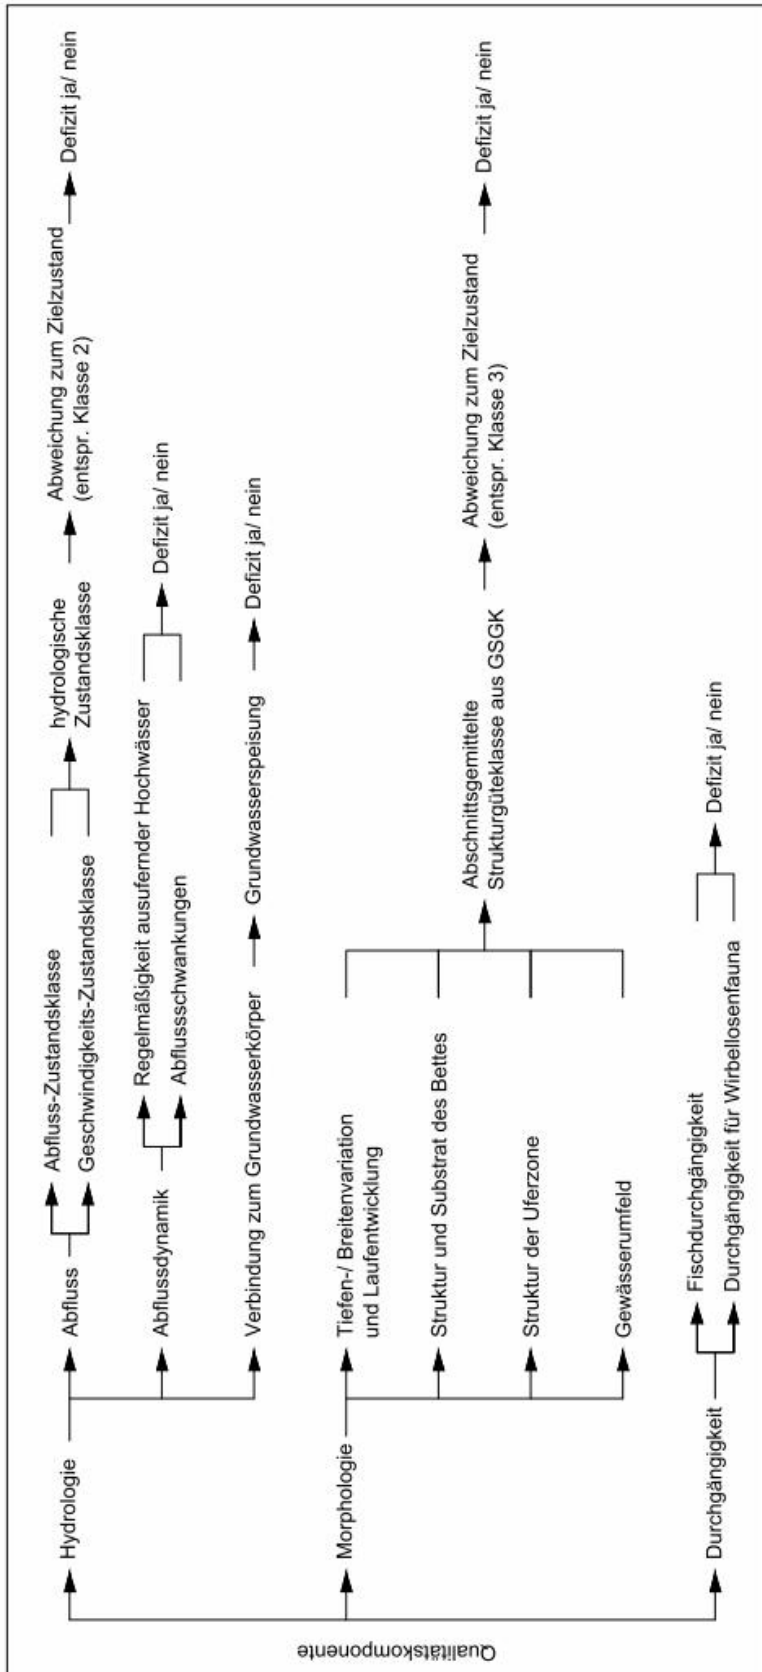 Qualitätskomponente
Hydrologie
Abfluss
Abfluss-Zustandsklasse
Geschwindigkeits-Zustandsklasse
hydrologische
Zustandsklasse
Abweichung zum Zielzustand
(entspr. Klasse 2)
Defizit ja/ nein
Abflussdynamik
Regelmäßigkeit ausufernder Hochwässer
Abflussschwankungen
Defizit ja/ nein
Verbindung zum Grundwasserkörper
Grundwasserspeisung
Defizit ja/ nein
Morphologie
Tiefen-/ Breitenvariation
und Laufentwicklung
Struktur und Substrat des Bettes
Struktur der Uferzone
Gewässerumfeld
Abschnittsgemittelte
Strukturgüteklasse aus GSGK
Abweichung zum Zielzustand
(entspr. Klasse 3)
Defizit ja/ nein
Durchgängigkeit
Fischdurchgängigkeit
Durchgängigkeit für Wirbellosenfauna
Defizit ja/ nein